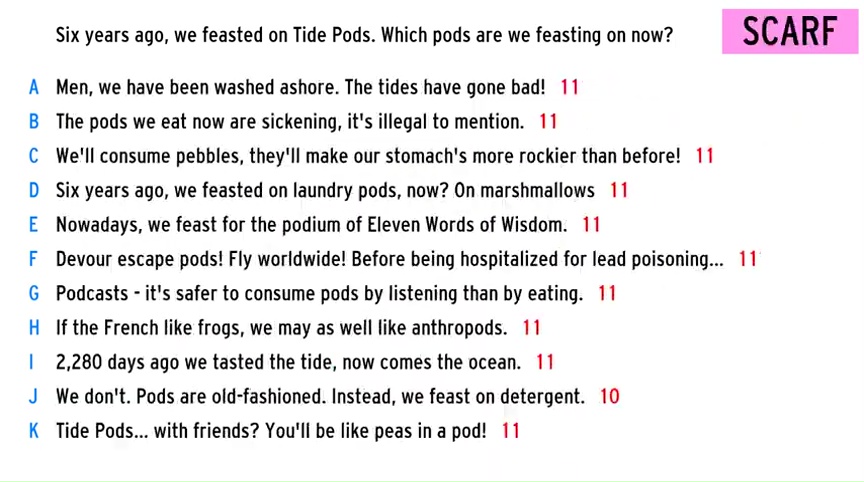 Six years ago, we feasted on Tide Pods. Which pods are we feasting on now?
SCARF
A Men, we have been washed ashore. The tides have gone bad! 11
B The pods we eat now are sickening, it's illegal to mention. 11
C We'll consume pebbles, they'll make our stomach's more rockier than before! 11
D Six years ago, we feasted on laundry pods, now? On marshmallows 11
E Nowadays, we feast for the podium of Eleven Words of Wisdom. 11
F Devour escape pods! Fly worldwide! Before being hospitalized for lead poisoning... 11
G Podcasts - it's safer to consume pods by listening than by eating. 11
H If the French like frogs, we may as well like anthropods. 11
I 2,280 days ago we tasted the tide, now comes the ocean. 11
J We don't. Pods are old-fashioned. Instead, we feast on detergent. 10
K Tide Pods... with friends? You'll be like peas in a pod! 11